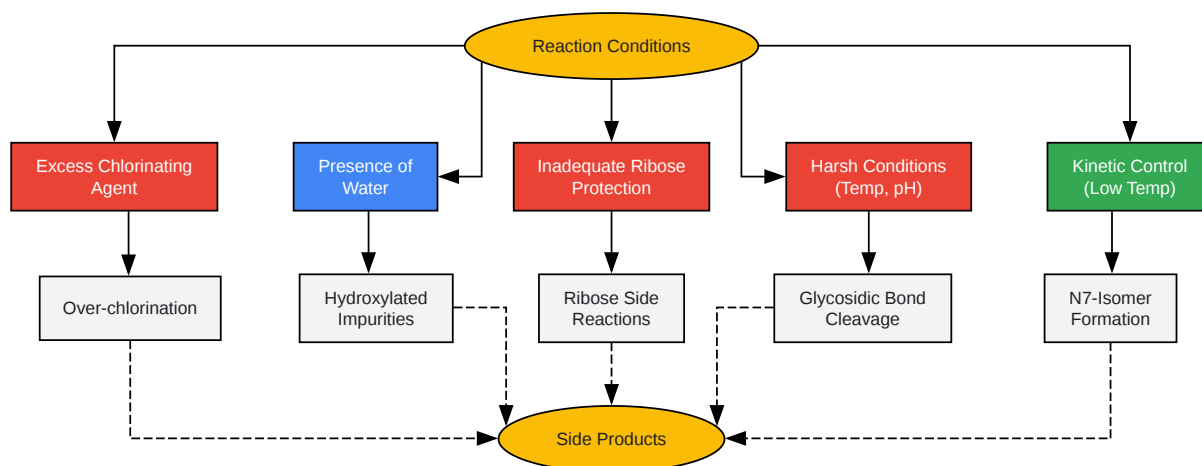 Reaction Conditions
Excess Chlorinating
Agent
Presence of
Water
Inadequate Ribose
Protection
Harsh Conditions
(Temp, pH)
Kinetic Control
(Low Temp)
Over-chlorination
Hydroxylated
Impurities
Ribose Side
Reactions
Glycosidic Bond
Cleavage
N7-Isomer
Formation
Side Products